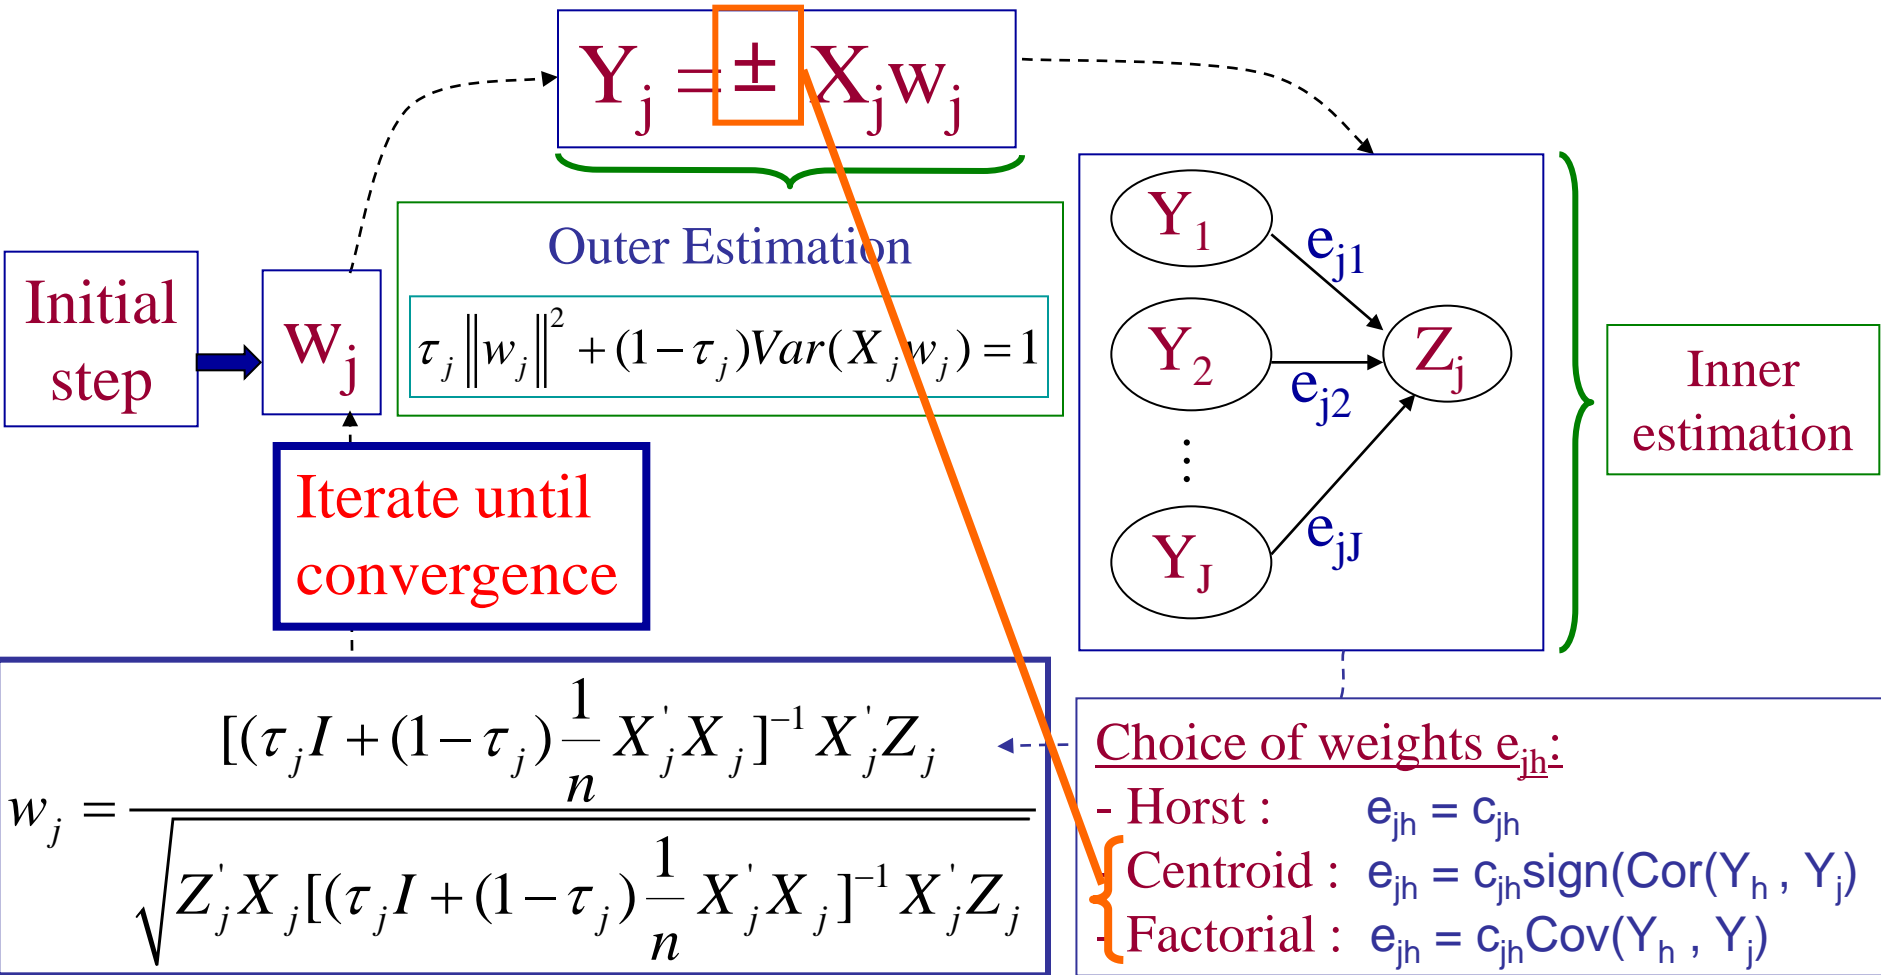 Y_j = ± X_j w_j
Outer Estimation
τ_j ‖w_j‖² + (1 − τ_j)Var(X_j w_j) = 1
Initial
step
w_j
Iterate until
convergence
Y_1
e_j1
Y_2
e_j2
⋮
Y_J
e_jJ
Z_j
Inner
estimation
w_j = [(τ_j I + (1 − τ_j) 1/n X'_j X_j]^−1 X'_j Z_j / √(Z'_j X_j [(τ_j I + (1 − τ_j) 1/n X'_j X_j]^−1 X'_j Z_j)
Choice of weights e_jh:
- Horst : e_jh = c_jh
- Centroid : e_jh = c_jh sign(Cor(Y_h , Y_j)
- Factorial : e_jh = c_jh Cov(Y_h , Y_j)